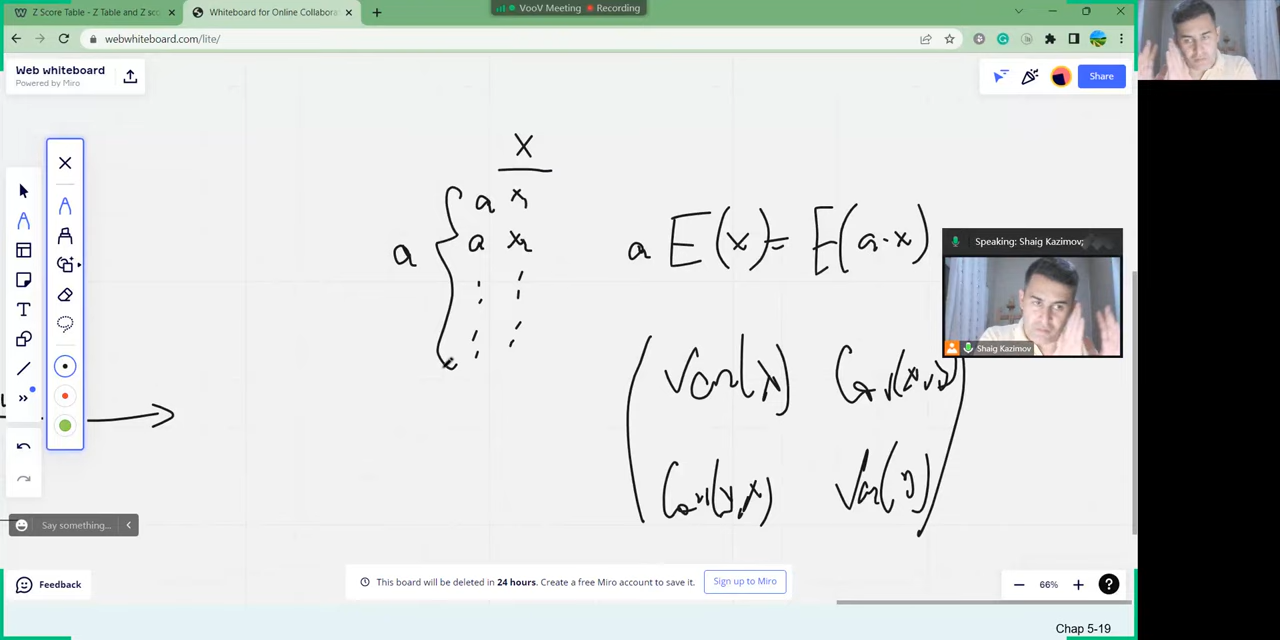 Z Score Table - Z Table and Z sco
Whiteboard for Online Collabora
VooV Meeting Recording
webwhiteboard.com/lite/
Web whiteboard
Powered by Miro
Share
X
a x₁
a x₂
a
a E(x) = E(a·x)
Speaking: Shaig Kazimov;
Shaig Kazimov
Var(x) Cov(x,y)
Cov(y,x) Var(y)
Say something...
Feedback
This board will be deleted in 24 hours. Create a free Miro account to save it.
Sign up to Miro
66%
Chap 5-19